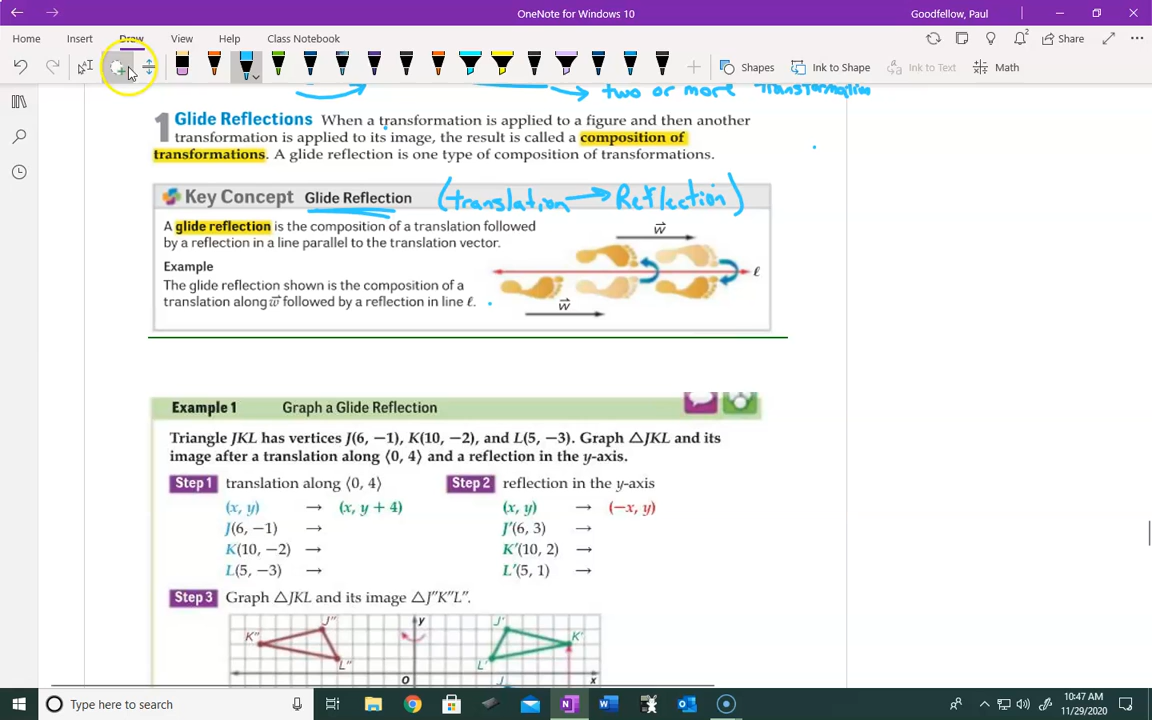 OneNote for Windows 10
Goodfellow, Paul
Home Insert Draw View Help Class Notebook
Share
Shapes Ink to Shape Ink to Text Math
two or more Transformation
1 Glide Reflections When a transformation is applied to a figure and then another
transformation is applied to its image, the result is called a composition of
transformations. A glide reflection is one type of composition of transformations.
Key Concept Glide Reflection (translation → Reflection)
A glide reflection is the composition of a translation followed
by a reflection in a line parallel to the translation vector.
w⃗
Example
ℓ
The glide reflection shown is the composition of a
translation along w⃗ followed by a reflection in line ℓ.
w⃗
Example 1 Graph a Glide Reflection
Triangle JKL has vertices J(6, −1), K(10, −2), and L(5, −3). Graph △JKL and its
image after a translation along ⟨0, 4⟩ and a reflection in the y-axis.
Step 1 translation along ⟨0, 4⟩ Step 2 reflection in the y-axis
(x, y) → (x, y + 4) (x, y) → (−x, y)
J(6, −1) → J′(6, 3) →
K(10, −2) → K′(10, 2) →
L(5, −3) → L′(5, 1) →
Step 3 Graph △JKL and its image △J″K″L″.
J″ y J′
K″ K′
L″ L′
O J x
Type here to search
10:47 AM
11/29/2020